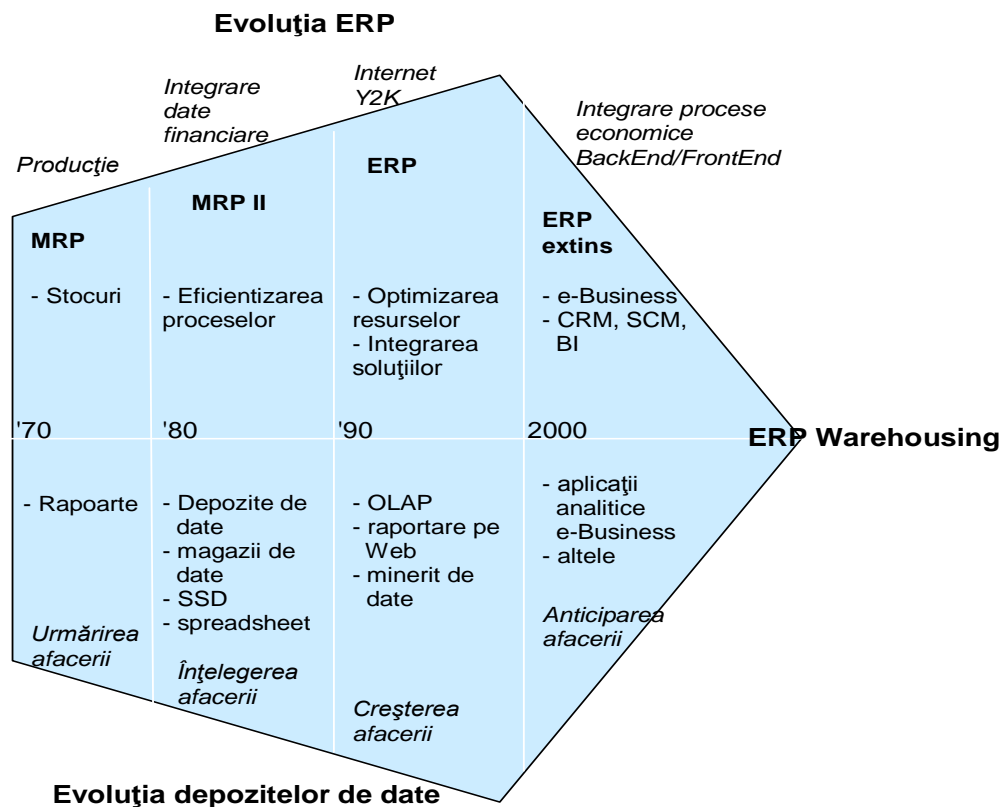 Evoluţia ERP
Producţie
Integrare
date
financiare
Internet
Y2K
Integrare procese
economice
BackEnd/FrontEnd
MRP
MRP II
ERP
ERP
extins
- Stocuri
- Eficientizarea
proceselor
- Optimizarea
resurselor
- Integrarea
soluţiilor
- e-Business
- CRM, SCM,
BI
'70
'80
'90
2000
ERP Warehousing
- Rapoarte
- Depozite de
date
- magazii de
date
- SSD
- spreadsheet
- OLAP
- raportare pe
Web
- minerit de
date
- aplicaţii
analitice
e-Business
- altele
Urmărirea
afacerii
Înţelegerea
afacerii
Creşterea
afacerii
Anticiparea
afacerii
Evoluţia depozitelor de date